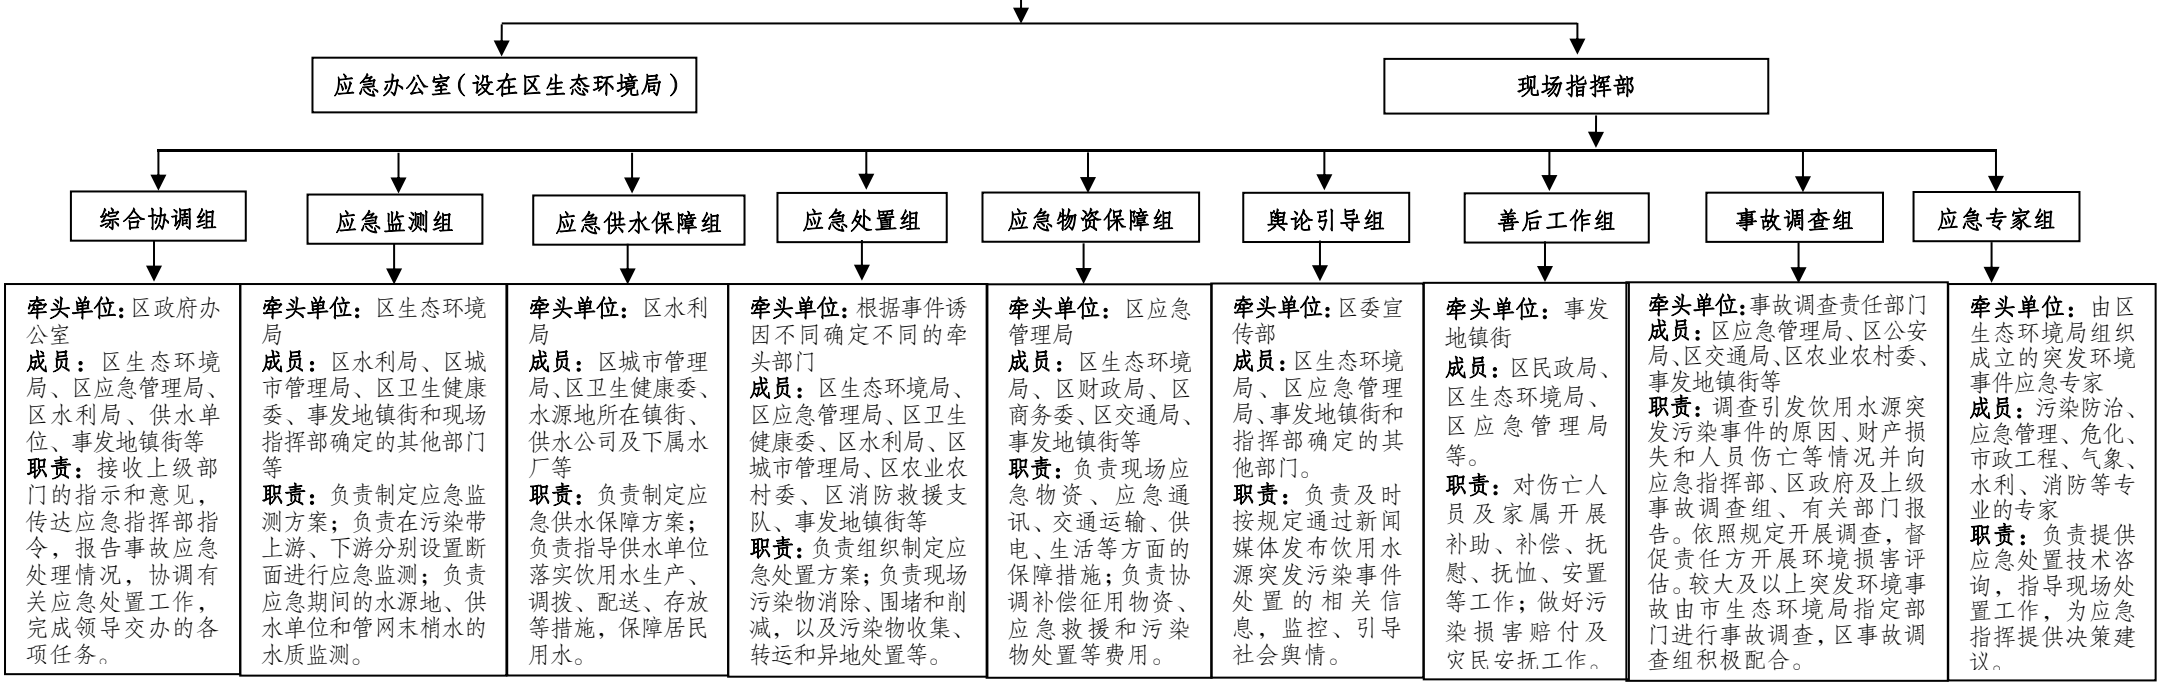 应急办公室（设在区生态环境局）
现场指挥部
综合协调组
应急监测组
应急供水保障组
应急处置组
应急物资保障组
舆论引导组
善后工作组
事故调查组
应急专家组
牵头单位：区政府办
公室
成员：区生态环境
局、区应急管理局、
区水利局、供水单
位、事发地镇街等
职责：接收上级部
门的指示和意见，
传达应急指挥部指
令，报告事故应急
处理情况，协调有
关应急处置工作，
完成领导交办的各
项任务。
牵头单位：区生态环境
局
成员：区水利局、区城
市管理局、区卫生健康
委、事发地镇街和现场
指挥部确定的其他部门
等
职责：负责制定应急监
测方案；负责在污染带
上游、下游分别设置断
面进行应急监测；负责
应急期间的水源地、供
水单位和管网末梢水的
水质监测。
牵头单位：区水利
局
成员：区城市管理
局、区卫生健康委、
水源地所在镇街、
供水公司及下属水
厂等
职责：负责制定应
急供水保障方案；
负责指导供水单位
落实饮用水生产、
调拨、配送、存放
等措施，保障居民
用水。
牵头单位：根据事件诱
因不同确定不同的牵
头部门
成员：区生态环境局、
区应急管理局、区卫生
健康委、区水利局、区
城市管理局、区农业农
村委、区消防救援支
队、事发地镇街等
职责：负责组织制定应
急处置方案；负责现场
污染物消除、围堵和削
减，以及污染物收集、
转运和异地处置等。
牵头单位：区应急
管理局
成员：区生态环境
局、区财政局、区
商务委、区交通局、
事发地镇街等
职责：负责现场应
急物资、应急通
讯、交通运输、供
电、生活等方面的
保障措施；负责协
调补偿征用物资、
应急救援和污染
物处置等费用。
牵头单位：区委宣
传部
成员：区生态环境
局、区应急管理
局、事发地镇街和
指挥部确定的其
他部门。
职责：负责及时
按规定通过新闻
媒体发布饮用水
源突发污染事件
处置的相关信
息，监控、引导
社会舆情。
牵头单位：事发
地镇街
成员：区民政局、
区生态环境局、
区应急管理局
等。
职责：对伤亡人
员及家属开展
补助、补偿、抚
慰、抚恤、安置
等工作；做好污
染损害赔付及
灾民安抚工作。
牵头单位：事故调查责任部门
成员：区应急管理局、区公安
局、区交通局、区农业农村委、
事发地镇街等
职责：调查引发饮用水源突
发污染事件的原因、财产损
失和人员伤亡等情况并向
应急指挥部、区政府及上级
事故调查组、有关部门报
告。依照规定开展调查，督
促责任方开展环境损害评
估。较大及以上突发环境事
故由市生态环境局指定部
门进行事故调查，区事故调
查组积极配合。
牵头单位：由区
生态环境局组织
成立的突发环境
事件应急专家
成员：污染防治、
应急管理、危化、
市政工程、气象、
水利、消防等专
业的专家
职责：负责提供
应急处置技术咨
询，指导现场处
置工作，为应急
指挥提供决策建
议。